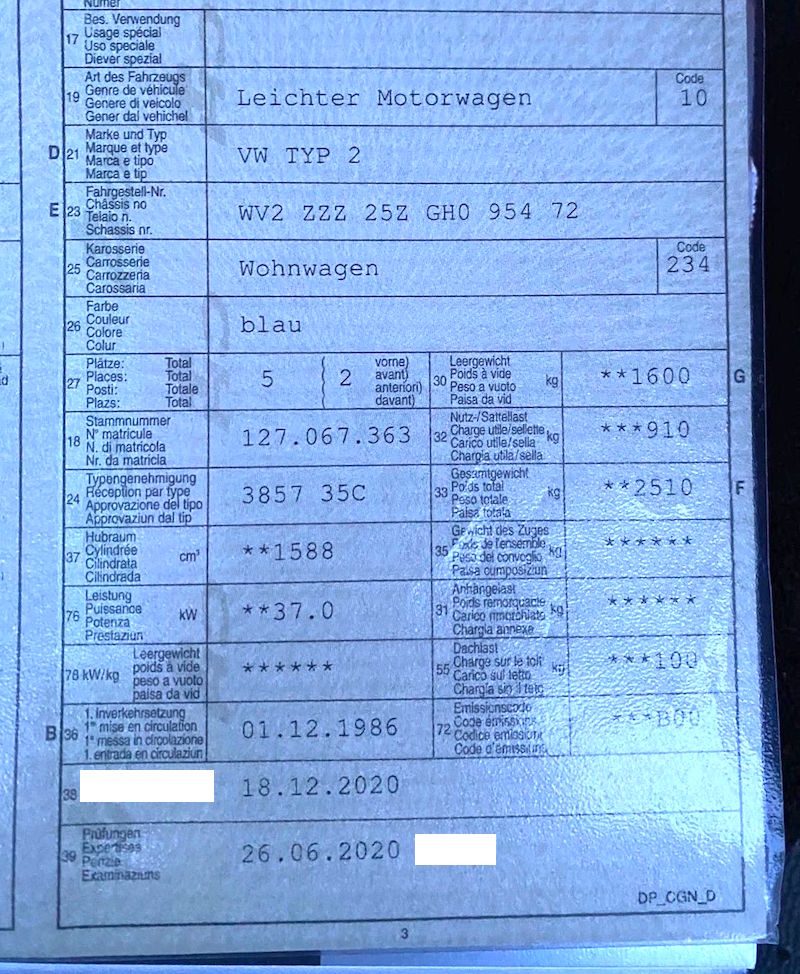 Numer
17
Bes. Verwendung
Usage spécial
Uso speciale
Diever spezial
19
Art des Fahrzeugs
Genre de véhicule
Genere di veicolo
Gener dal vehichel
Leichter Motorwagen
Code
10
D
21
Marke und Typ
Marque et type
Marca e tipo
Marca e tip
VW TYP 2
E
23
Fahrgestell-Nr.
Châssis no
Telaio n.
Schassis nr.
WV2 ZZZ 25Z GH0 954 72
25
Karosserie
Carrosserie
Carrozzeria
Carossaria
Wohnwagen
Code
234
26
Farbe
Couleur
Colore
Colur
blau
27
Plätze: Total
Places: Total
Posti: Totale
Plazs: Total
5 ( 2
vorne)
avant)
anteriori)
davant)
30
Leergewicht
Poids à vide
Peso a vuoto
Paisa da vid
kg
**1600
G
18
Stammnummer
N° matricule
N. di matricola
Nr. da matricla
127.067.363
32
Nutz-/Sattellast
Charge utile/sellette
Carico utile/sella
Chargia utila/sella
kg
***910
24
Typengenehmigung
Réception par type
Approvazione del tipo
Approvaziun dal tip
3857 35C
33
Gesamtgewicht
Poids total
Peso totale
Paisa totala
kg
**2510
F
37
Hubraum
Cylindrée
Cilindrata
Cilindrada
cm³
**1588
35
Gewicht des Zuges
Poids de l'ensemble
Peso del convoglio
Paisa cumposiziun
kg
******
76
Leistung
Puissance
Potenza
Prestaziun
kW
**37.0
31
Anhängelast
Poids remorquable
Carico rimorchiato
Chargia annexe
kg
******
78 kW/kg
Leergewicht
poids à vide
peso a vuoto
paisa da vid
******
55
Dachlast
Charge sur le toit
Carico sul tetto
Chargia sin il tetg
kg
***100
B
36
1. Inverkehrsetzung
1re mise en circulation
1a messa in circolazione
1. entrada en circulaziun
01.12.1986
72
Emissionscode
Code émissions
Codice emissioni
Code d'emissiuns
***B00
38
18.12.2020
39
Prüfungen
Expertises
Perizie
Examinaziuns
26.06.2020
DP_CGN_D
3